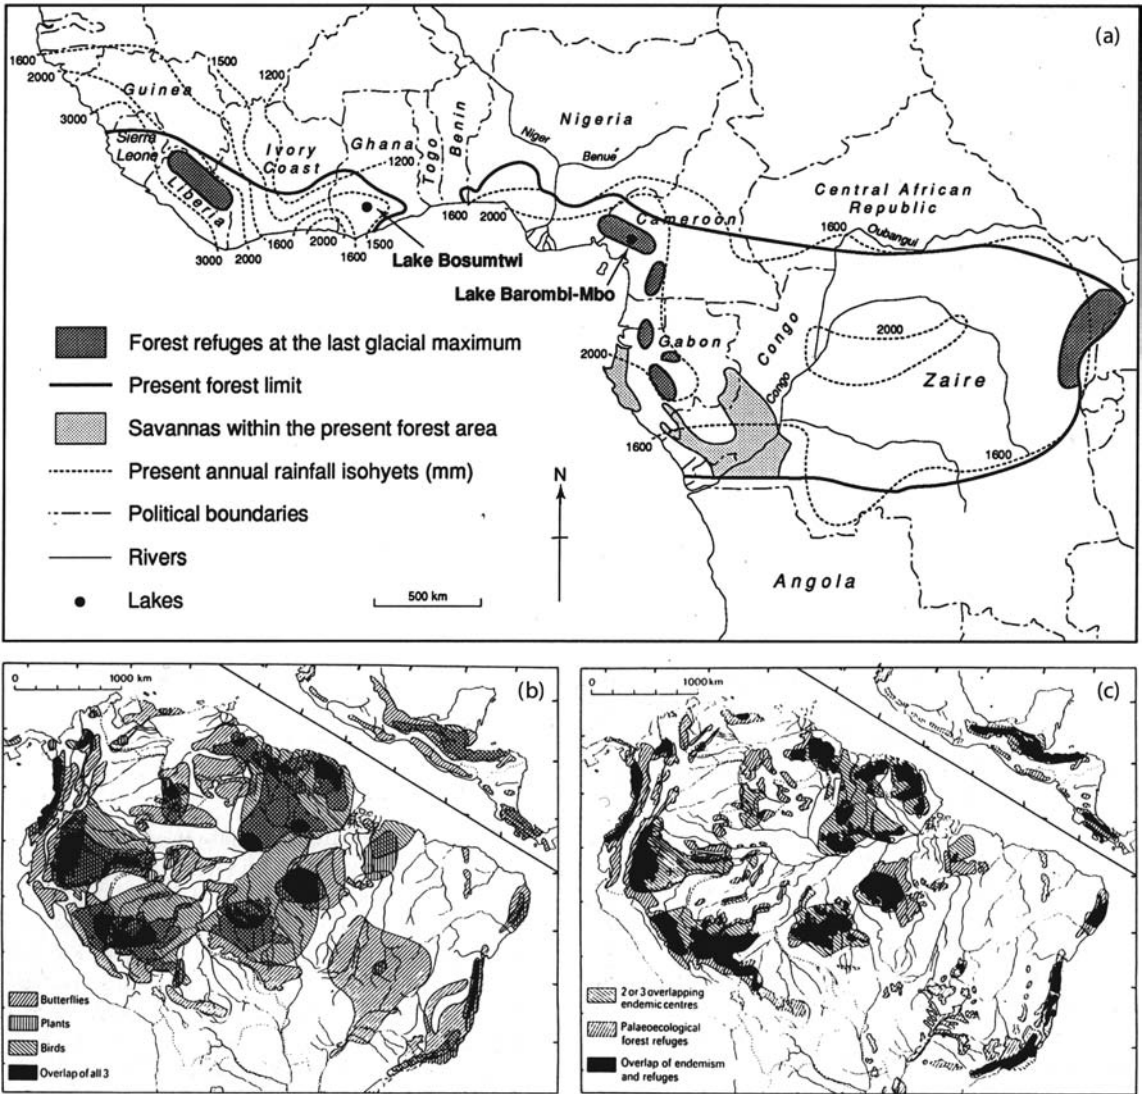 (a)
1600
2000
3000
1500
1200
Guinea
Sierra
Leone
Liberia
Ivory
Coast
Ghana
1200
Togo
Benin
Nigeria
Niger
Benué
Cameroon
Central African
Republic
Oubangui
1600
1600
2000
3000
2000
1600
2000
1600
1500
Lake Bosumtwi
Lake Barombi-Mbo
Gabon
Congo
Congo
2000
Zaire
2000
1600
1600
Angola
N
Forest refuges at the last glacial maximum
Present forest limit
Savannas within the present forest area
Present annual rainfall isohyets (mm)
Political boundaries
Rivers
Lakes
500 km
(b)
0 1000 km
Butterflies
Plants
Birds
Overlap of all 3
(c)
0 1000 km
2 or 3 overlapping
endemic centres
Palaeoecological
forest refuges
Overlap of endemism
and refuges